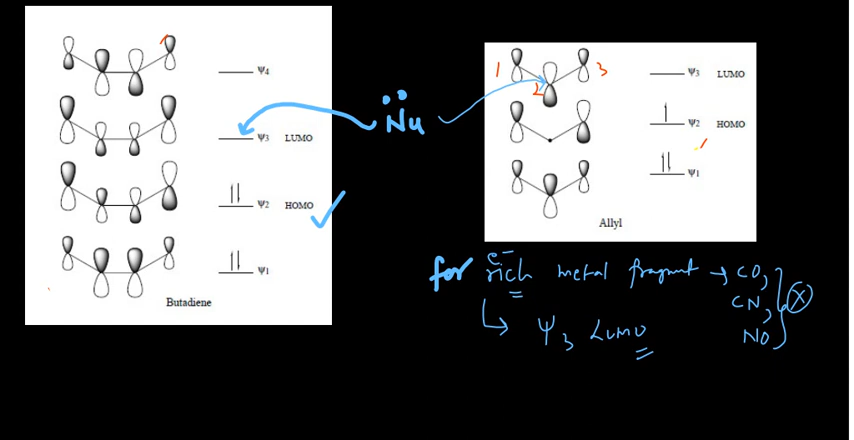 Ψ4
Ψ3 LUMO
Ψ2 HOMO
Ψ1
Butadiene
Nu
1 2 3
Ψ3 LUMO
Ψ2 HOMO
Ψ1
Allyl
for e⁻ rich metal fragment → CO,
CN,
NO
↳ Ψ3 LUMO